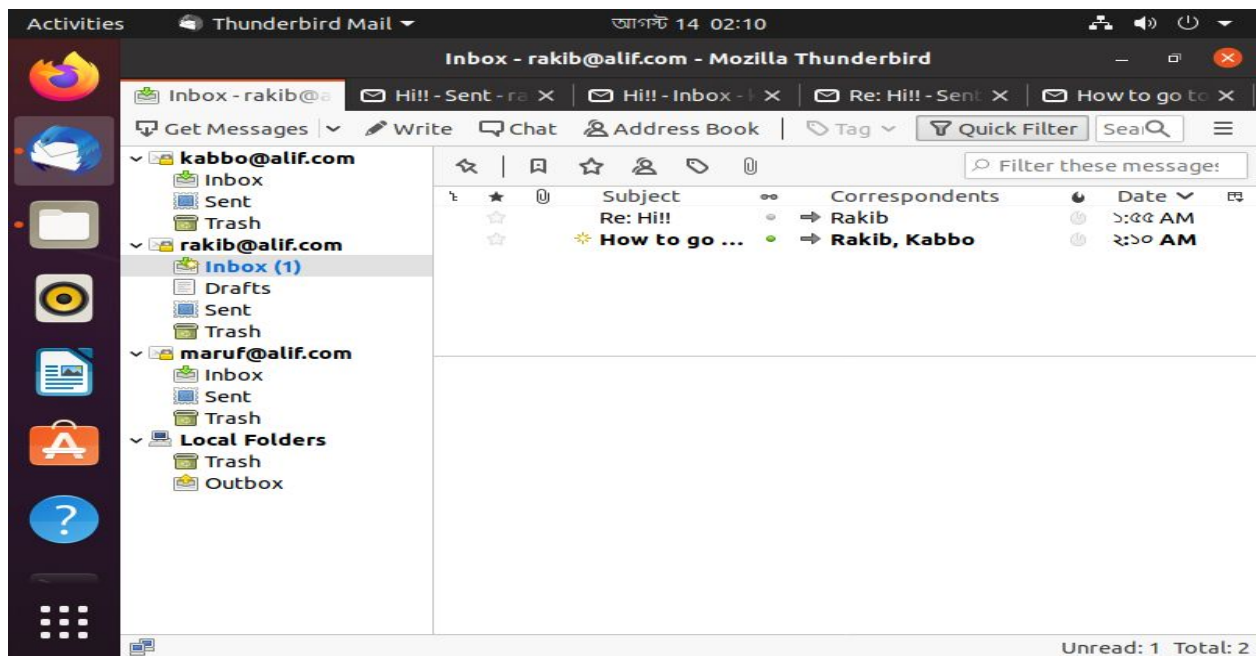 Activities Thunderbird Mail আগস্ট 14 02:10
Inbox - rakib@alif.com - Mozilla Thunderbird
Inbox - rakib@a Hi!! - Sent - ra Hi!! - Inbox - Re: Hi!! - Sent How to go to
Get Messages Write Chat Address Book Tag Quick Filter Sear
Filter these messages
Subject Correspondents Date
Re: Hi!! Rakib ১:৫৫ AM
How to go ... Rakib, Kabbo ২:১০ AM
kabbo@alif.com
Inbox
Sent
Trash
rakib@alif.com
Inbox (1)
Drafts
Sent
Trash
maruf@alif.com
Inbox
Sent
Trash
Local Folders
Trash
Outbox
Unread: 1 Total: 2